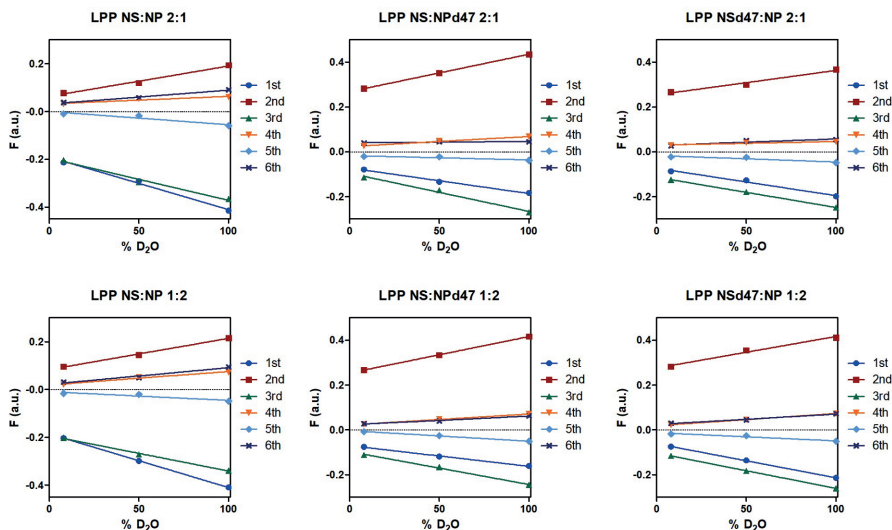 LPP NS:NP 2:1
F (a.u.)
0.2
-0.0
-0.2
-0.4
0
50
100
% D₂O
1st
2nd
3rd
4th
5th
6th
LPP NS:NPd47 2:1
F (a.u.)
0.4
0.2
0.0
-0.2
0
50
100
% D₂O
1st
2nd
3rd
4th
5th
6th
LPP NSd47:NP 2:1
F (a.u.)
0.4
0.2
0.0
-0.2
0
50
100
% D₂O
1st
2nd
3rd
4th
5th
6th
LPP NS:NP 1:2
F (a.u.)
0.2
-0.0
-0.2
-0.4
0
50
100
% D₂O
1st
2nd
3rd
4th
5th
6th
LPP NS:NPd47 1:2
F (a.u.)
0.4
0.2
0.0
-0.2
0
50
100
% D₂O
1st
2nd
3rd
4th
5th
6th
LPP NSd47:NP 1:2
F (a.u.)
0.4
0.2
0.0
-0.2
0
50
100
% D₂O
1st
2nd
3rd
4th
5th
6th